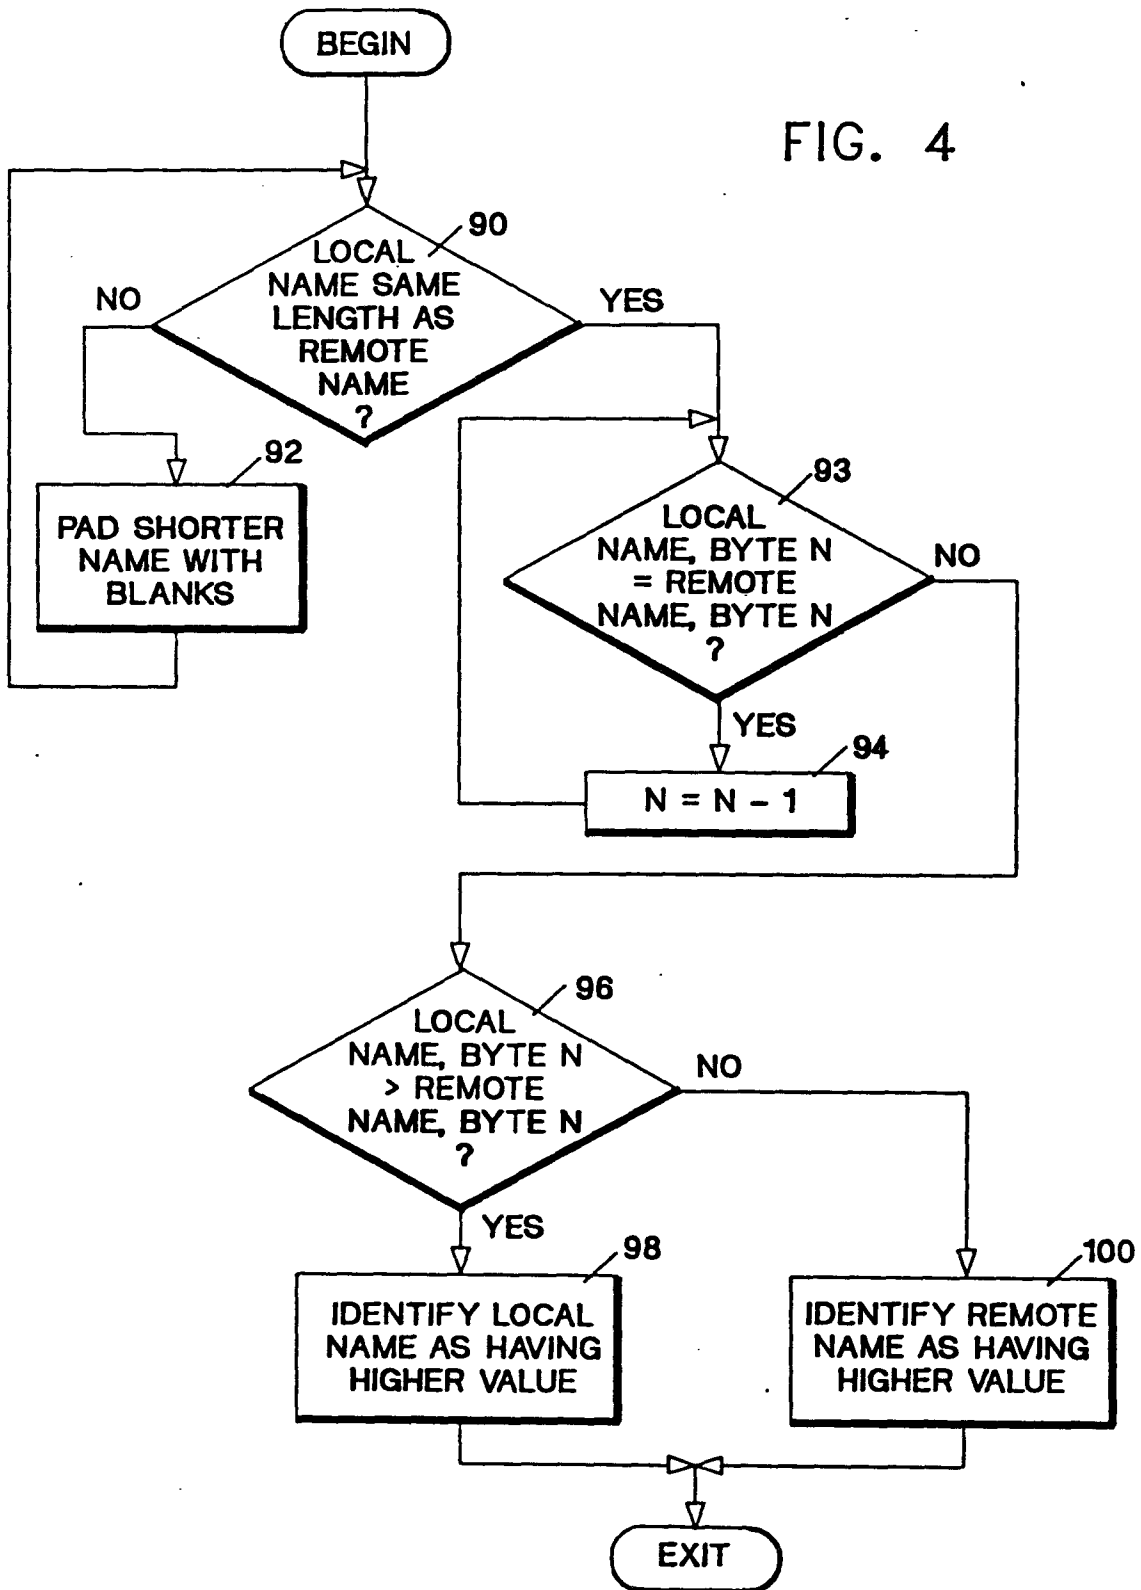 BEGIN
FIG. 4
90
LOCAL
NAME SAME
LENGTH AS
REMOTE
NAME
?
NO
YES
92
PAD SHORTER
NAME WITH
BLANKS
93
LOCAL
NAME, BYTE N
= REMOTE
NAME, BYTE N
?
NO
YES
94
N = N - 1
96
LOCAL
NAME, BYTE N
> REMOTE
NAME, BYTE N
?
NO
YES
98
IDENTIFY LOCAL
NAME AS HAVING
HIGHER VALUE
100
IDENTIFY REMOTE
NAME AS HAVING
HIGHER VALUE
EXIT